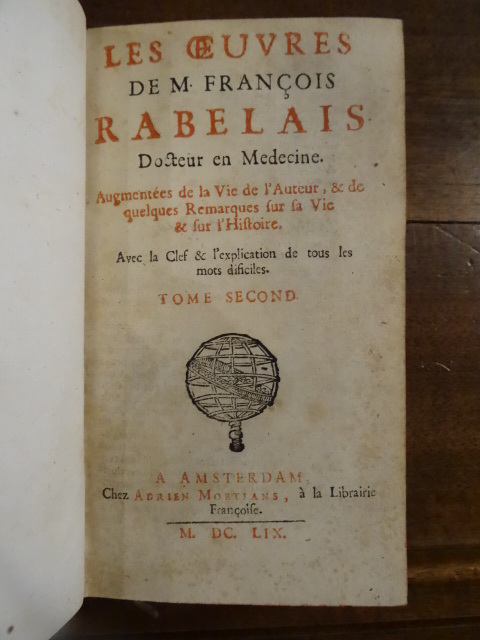 LES ŒUVRES
DE M. FRANÇOIS
RABELAIS
Docteur en Medecine.
Augmentées de la Vie de l'Auteur, & de
quelques Remarques ſur ſa Vie
& ſur l'Hiſtoire.
Avec la Clef & l'explication de tous les
mots dificiles.
TOME SECOND.
A AMSTERDAM,
Chez ADRIEN MOETJANS, à la Librairie
Françoiſe.
M. DC. LIX.